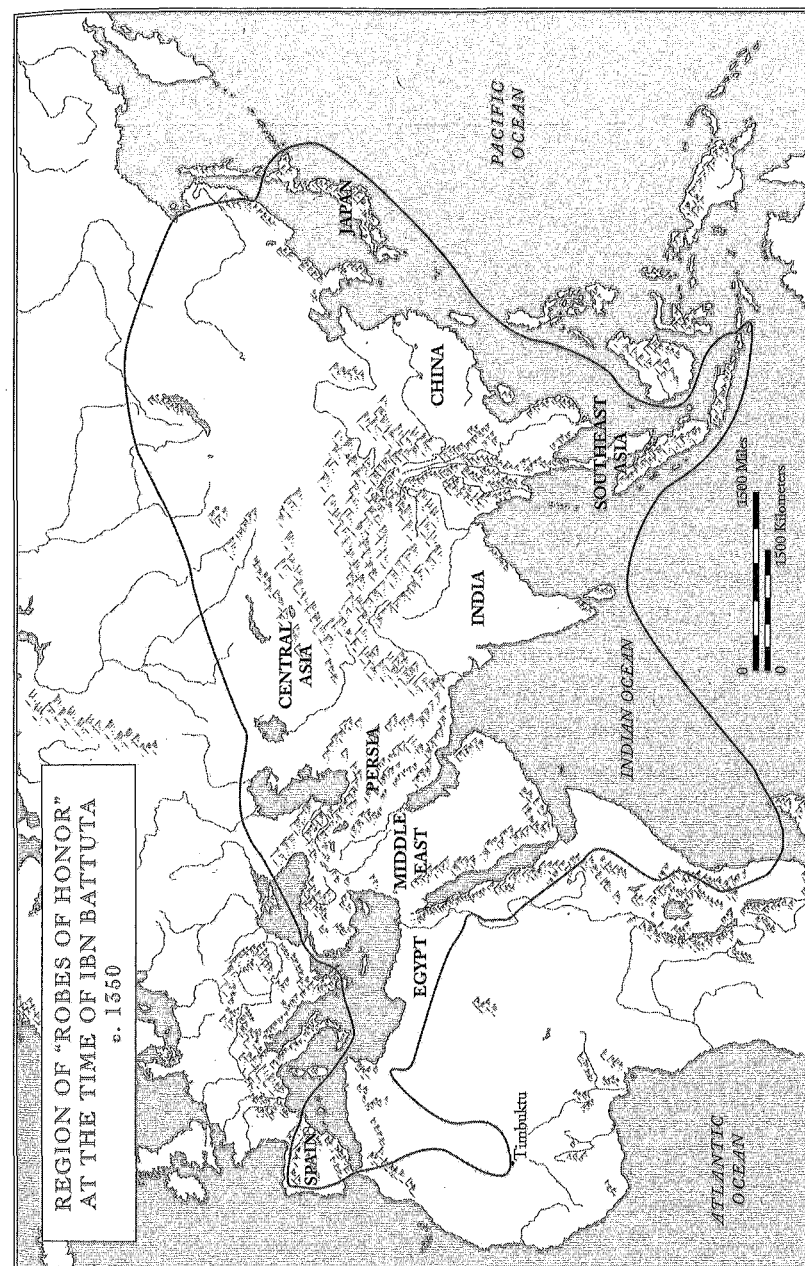 REGION OF "ROBES OF HONOR"
AT THE TIME OF IBN BATTUTA
c. 1350
SPAIN
Timbuktu
ATLANTIC
OCEAN
EGYPT
MIDDLE
EAST
PERSIA
CENTRAL
ASIA
INDIA
INDIAN OCEAN
CHINA
SOUTHEAST
ASIA
JAPAN
PACIFIC
OCEAN
0 1500 Miles
0 1500 Kilometers